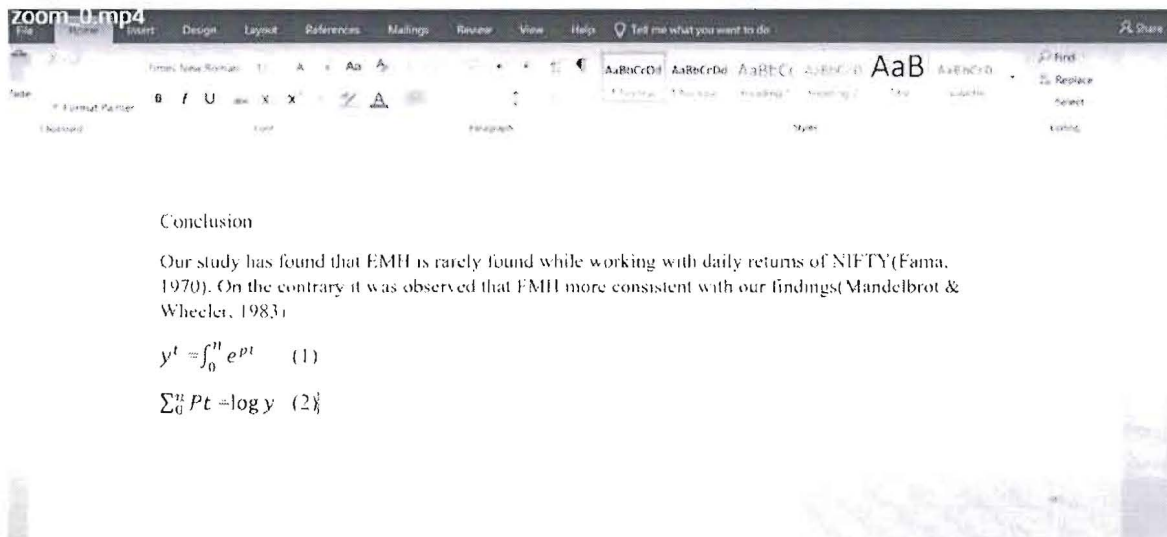 zoom_0.mp4
File Home Insert Design Layout References Mailings Review View Help Tell me what you want to do Share
Times New Roman A Aa Find
AaBbCcDd AaBbCcDd AaBbCc AaB Replace
Format Painter B I U x x A Select
Clipboard Font Paragraph Styles Editing
Conclusion
Our study has found that EMH is rarely found while working with daily returns of NIFTY(Fama,
1970). On the contrary it was observed that FMH more consistent with our findings(Mandelbrot &
Wheeler, 1983)
y^t =∫_0^n e^{pt} (1)
∑_0^n Pt =log y (2)